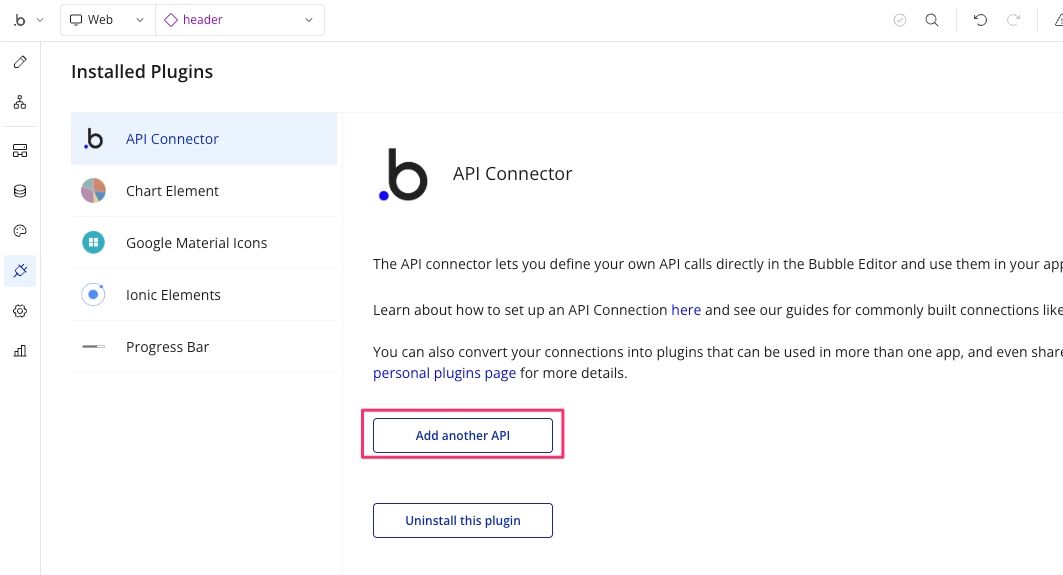 Web
header
Installed Plugins
API Connector
Chart Element
Google Material Icons
Ionic Elements
Progress Bar
.b
API Connector
The API connector lets you define your own API calls directly in the Bubble Editor and use them in your app
Learn about how to set up an API Connection here and see our guides for commonly built connections like
You can also convert your connections into plugins that can be used in more than one app, and even share
personal plugins page for more details.
Add another API
Uninstall this plugin